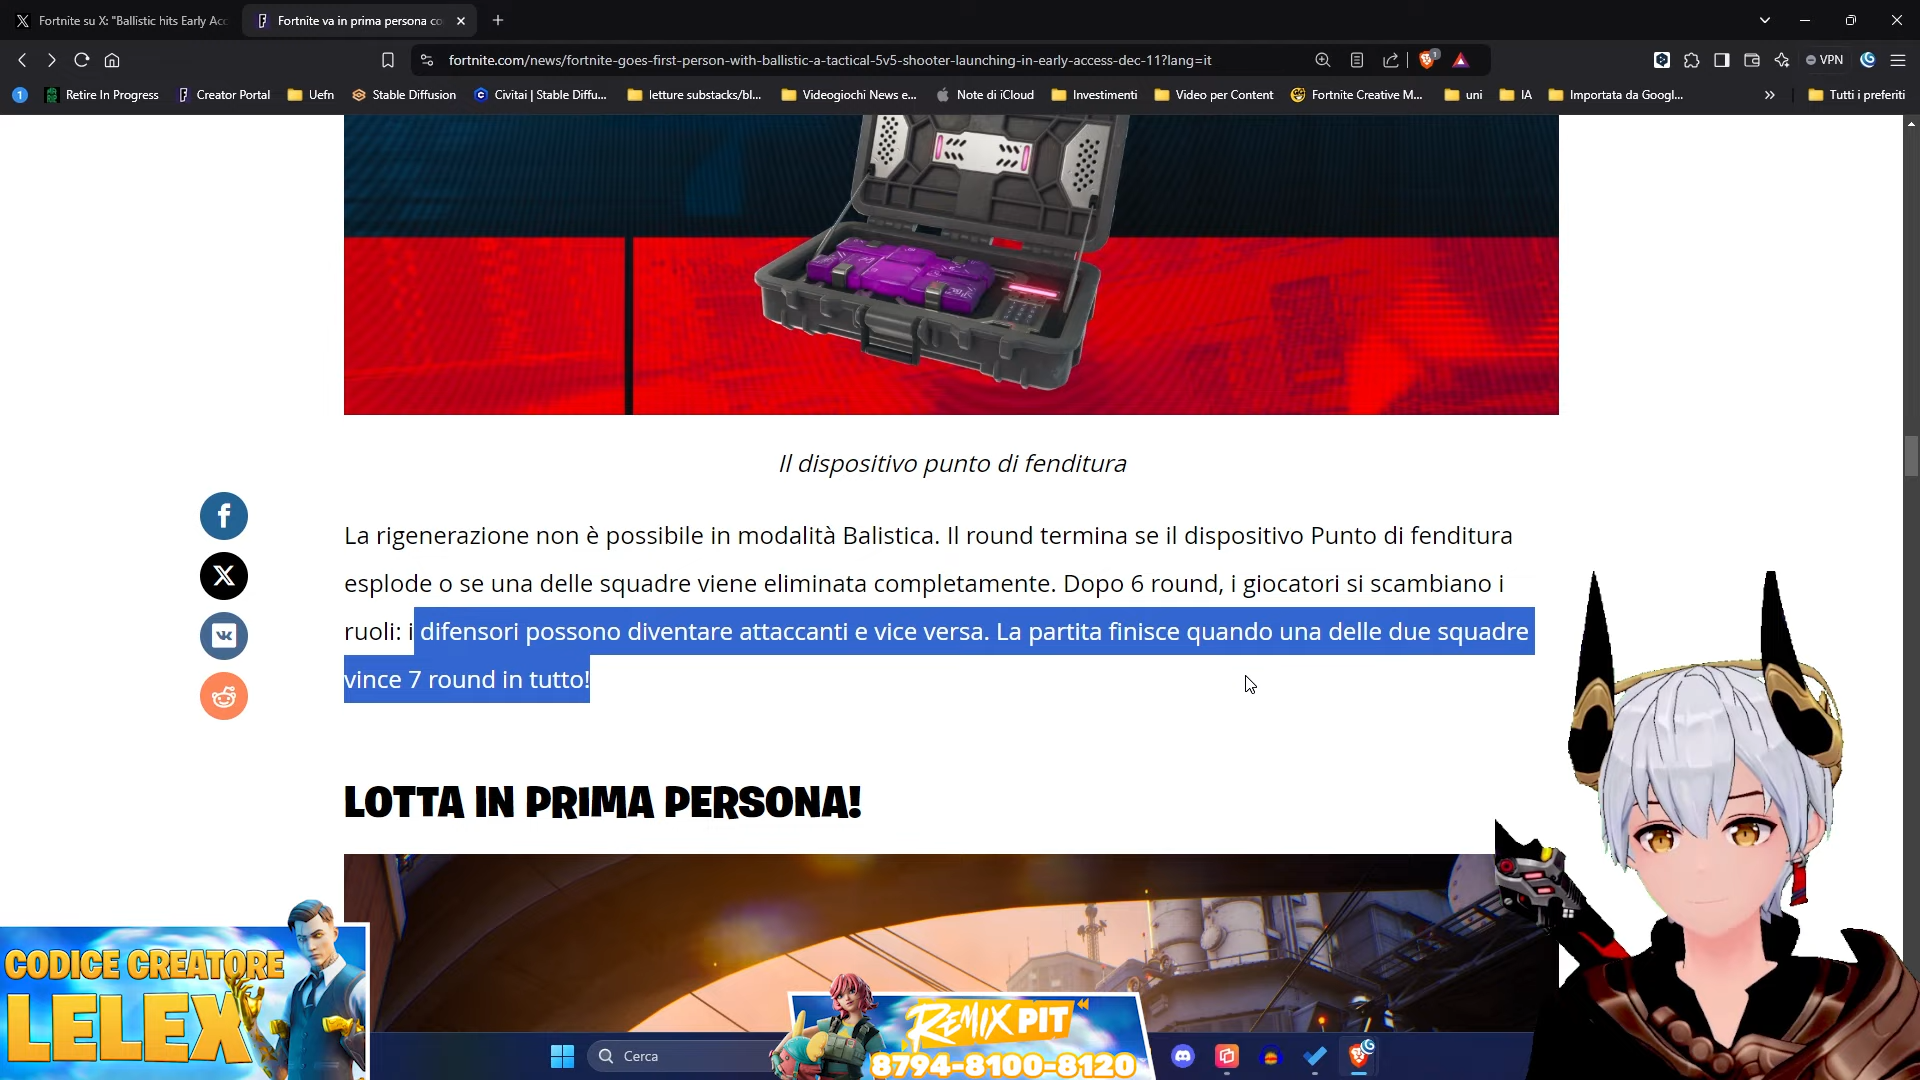 Fortnite su X: "Ballistic hits Early Acc
Fortnite va in prima persona co
fortnite.com/news/fortnite-goes-first-person-with-ballistic-a-tactical-5v5-shooter-launching-in-early-access-dec-11?lang=it
1
VPN
1
Retire In Progress
Creator Portal
Uefn
Stable Diffusion
Civitai | Stable Diffu...
letture substacks/bl...
Videogiochi News e...
Note di iCloud
Investimenti
Video per Content
Fortnite Creative M...
uni
IA
Importata da Googl...
»
Tutti i preferiti
Il dispositivo punto di fenditura
La rigenerazione non è possibile in modalità Balistica. Il round termina se il dispositivo Punto di fenditura
esplode o se una delle squadre viene eliminata completamente. Dopo 6 round, i giocatori si scambiano i
ruoli: i difensori possono diventare attaccanti e vice versa. La partita finisce quando una delle due squadre
vince 7 round in tutto!
LOTTA IN PRIMA PERSONA!
CODICE CREATORE
LELEX
REMIX PIT
8794-8100-8120
Cerca